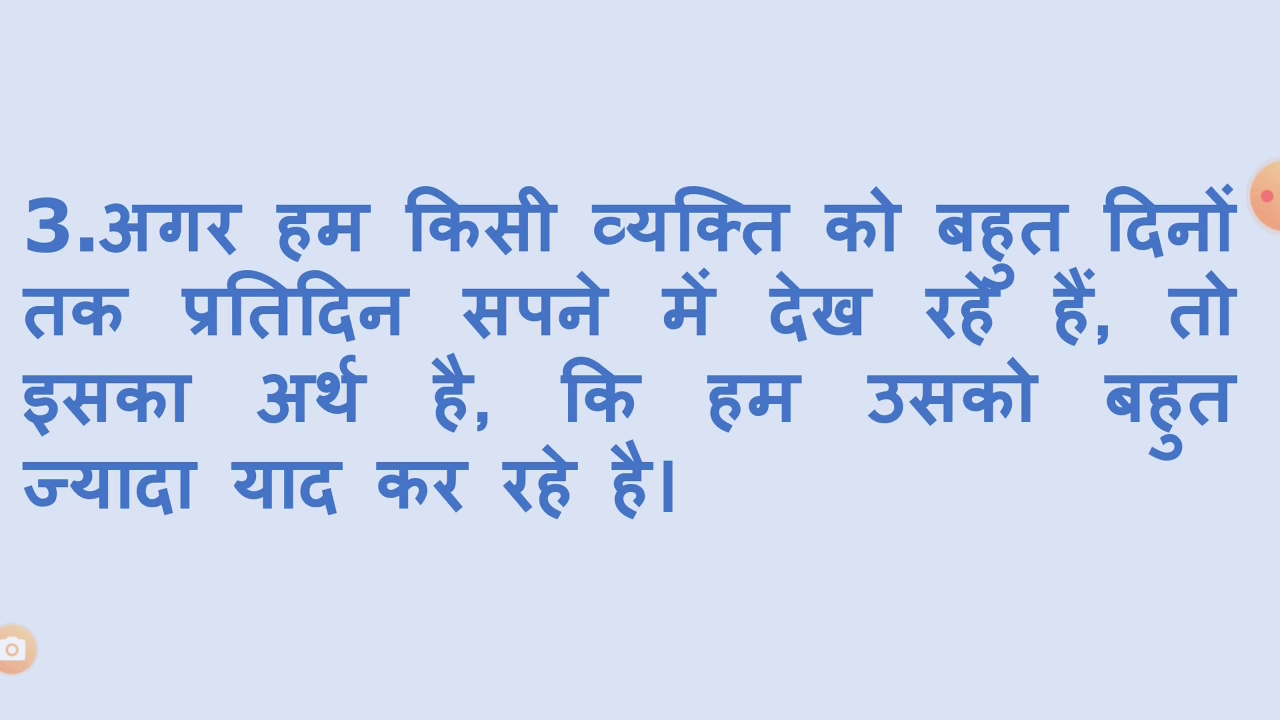 3.अगर हम किसी व्यक्ति को बहुत दिनों
तक प्रतिदिन सपने में देख रहें हैं, तो
इसका अर्थ है, कि हम उसको बहुत
ज्यादा याद कर रहे है।